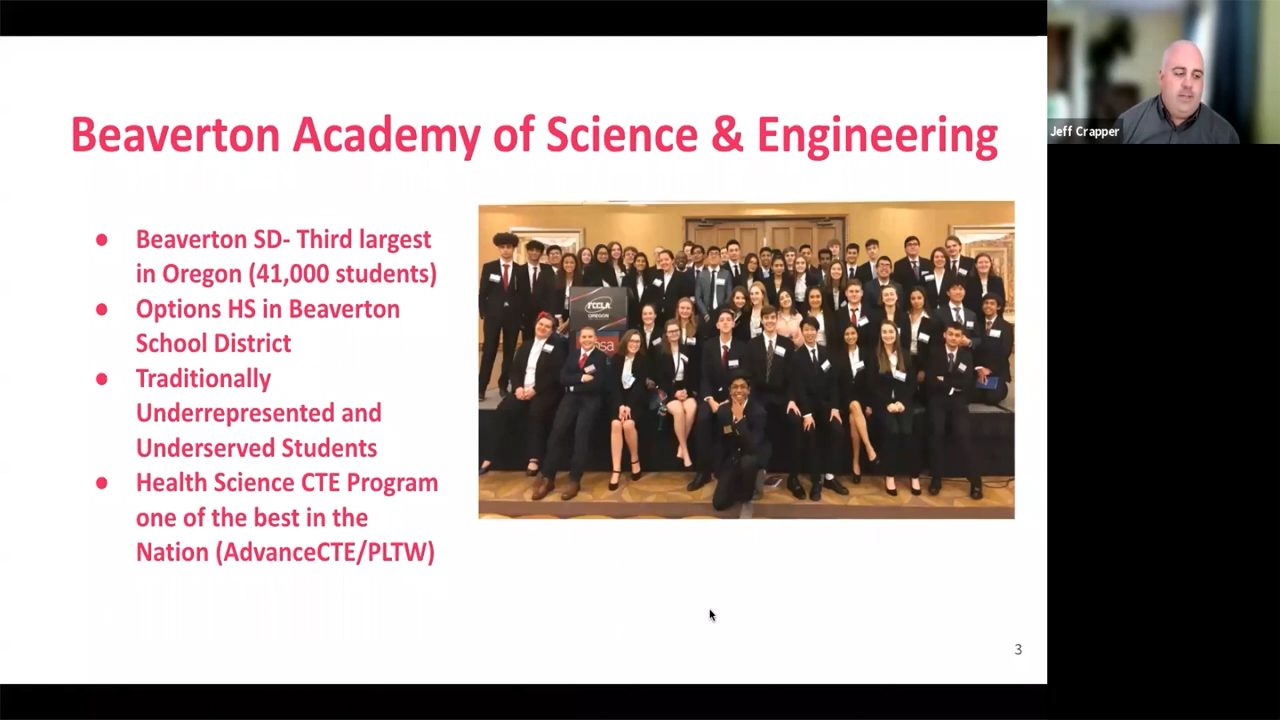 Beaverton Academy of Science & Engineering
● Beaverton SD- Third largest
in Oregon (41,000 students)
● Options HS in Beaverton
School District
● Traditionally
Underrepresented and
Underserved Students
● Health Science CTE Program
one of the best in the
Nation (AdvanceCTE/PLTW)
FCCLA
OREGON
3
Jeff Crapper